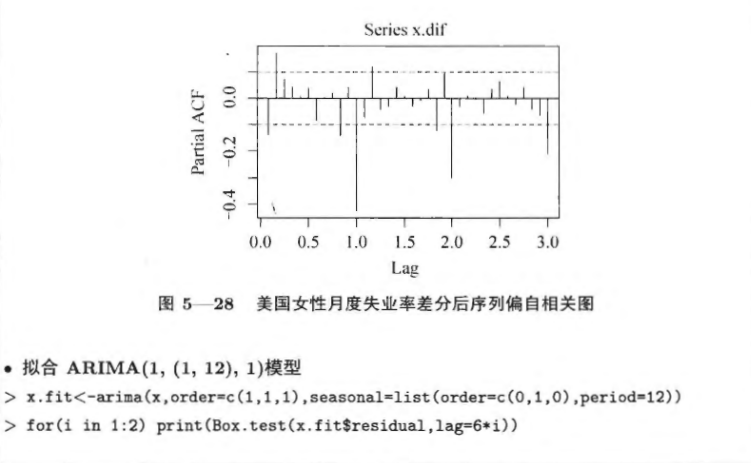 Series x.dif
Partial ACF
0.0
-0.2
-0.4
0.0 0.5 1.0 1.5 2.0 2.5 3.0
Lag
图 5—28 美国女性月度失业率差分后序列偏自相关图
• 拟合 ARIMA(1, (1, 12), 1)模型
> x.fit<-arima(x,order=c(1,1,1),seasonal=list(order=c(0,1,0),period=12))
> for(i in 1:2) print(Box.test(x.fit$residual,lag=6*i))